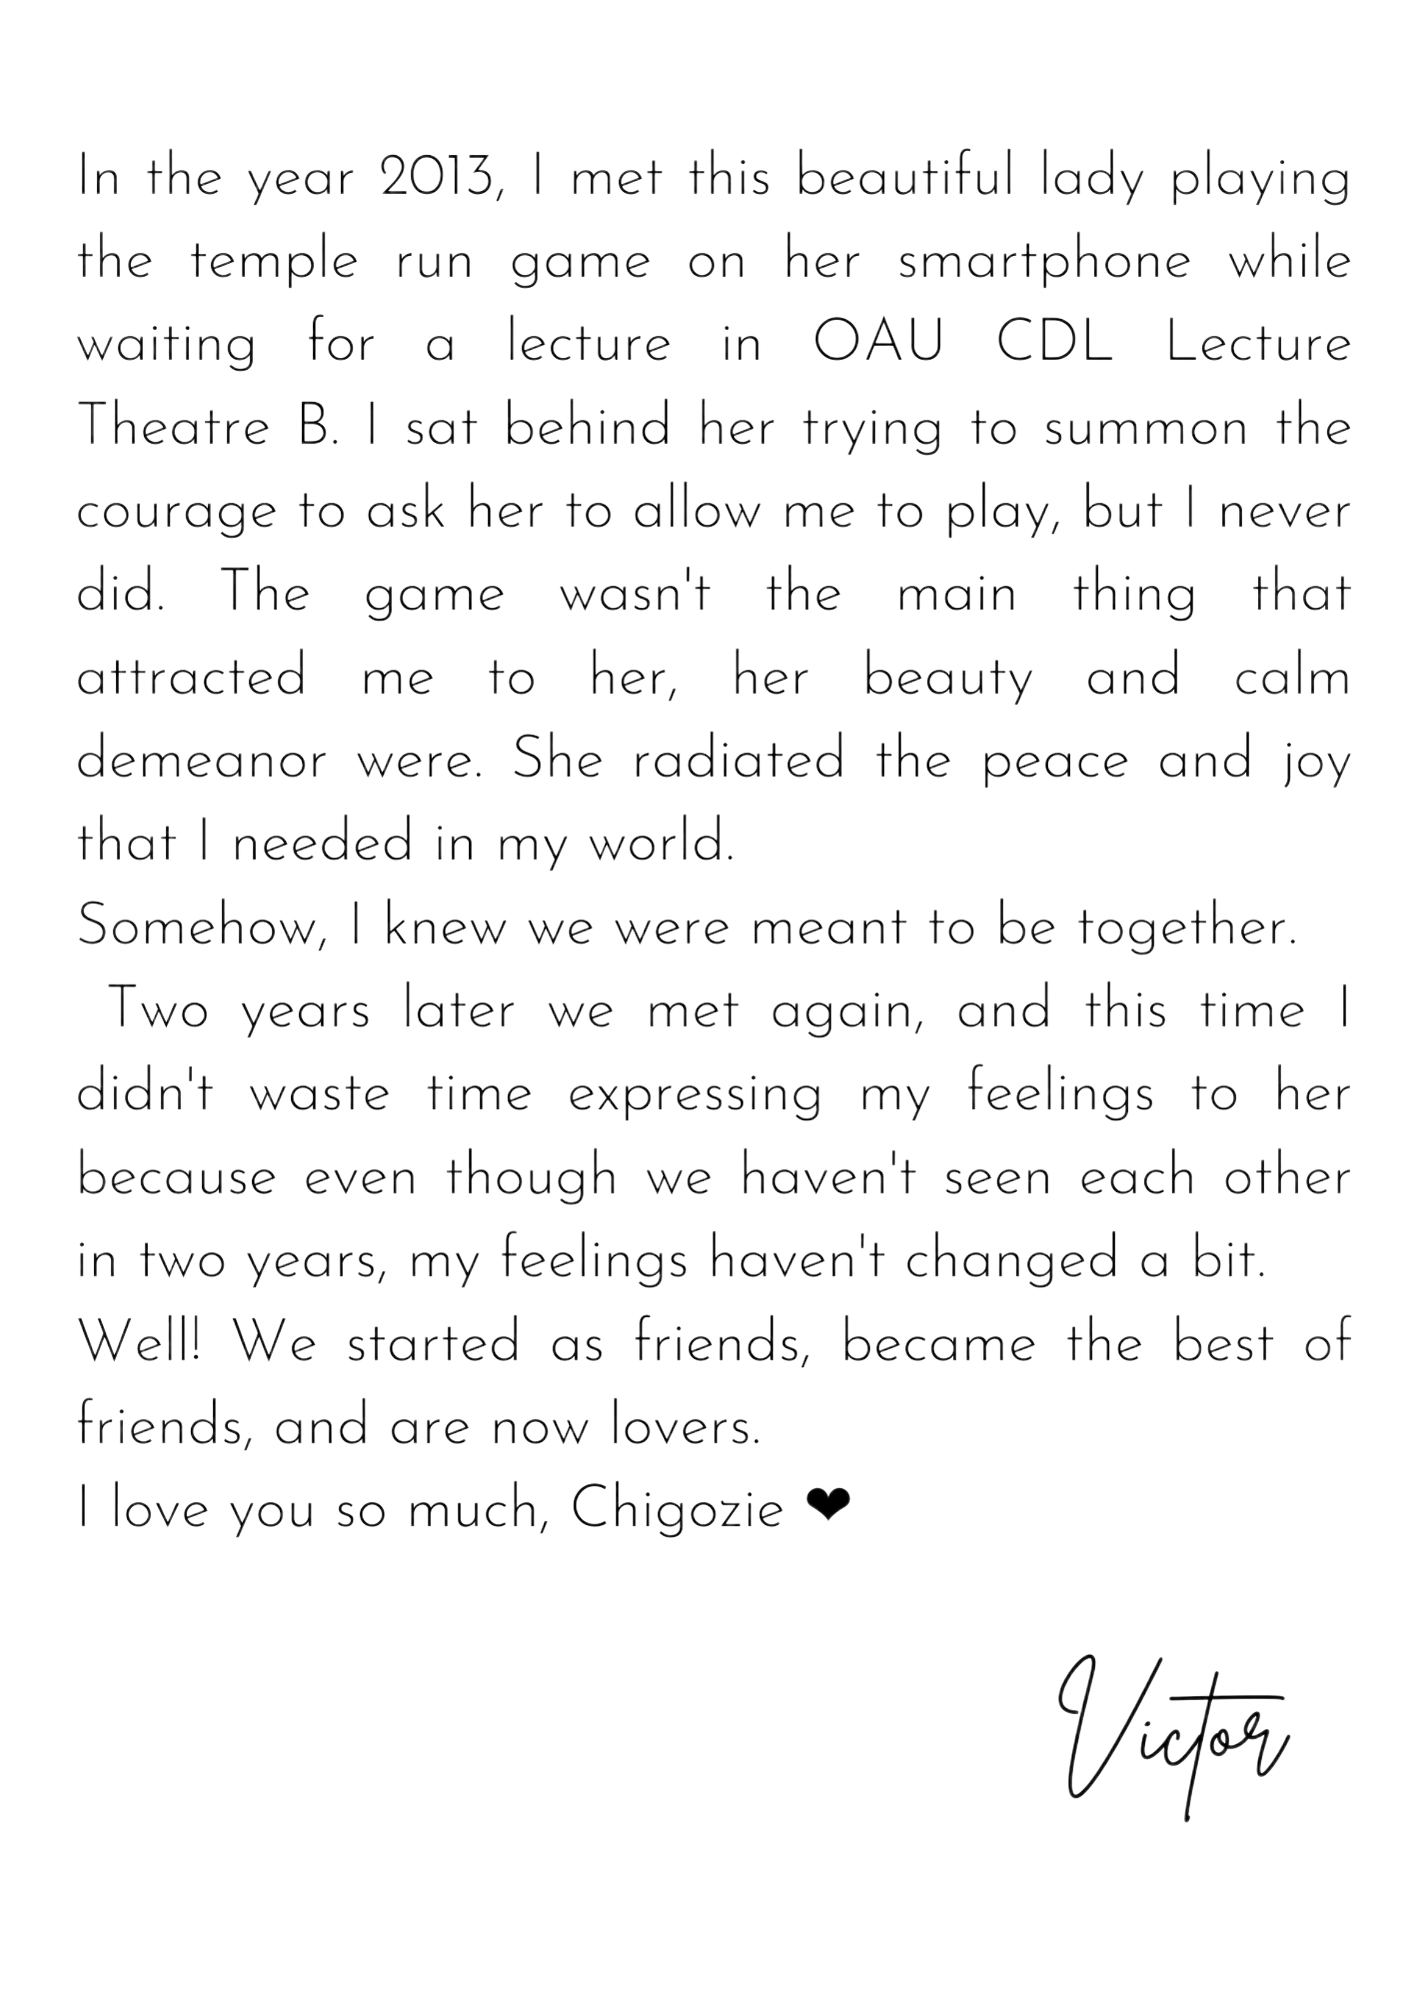 In the year 2013, I met this beautiful lady playing
the temple run game on her smartphone while
waiting for a lecture in OAU CDL Lecture
Theatre B. I sat behind her trying to summon the
courage to ask her to allow me to play, but I never
did. The game wasn't the main thing that
attracted me to her, her beauty and calm
demeanor were. She radiated the peace and joy
that I needed in my world.
Somehow, I knew we were meant to be together.
Two years later we met again, and this time I
didn't waste time expressing my feelings to her
because even though we haven't seen each other
in two years, my feelings haven't changed a bit.
Well! We started as friends, became the best of
friends, and are now lovers.
I love you so much, Chigozie ❤
Victor